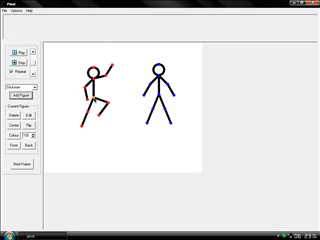 Pivot
File Options Help
Play
Stop
Repeat
Stickman
Add Figure
Current Figure
Delete Edit
Center Flip
Colour 100
Front Back
Next Frame